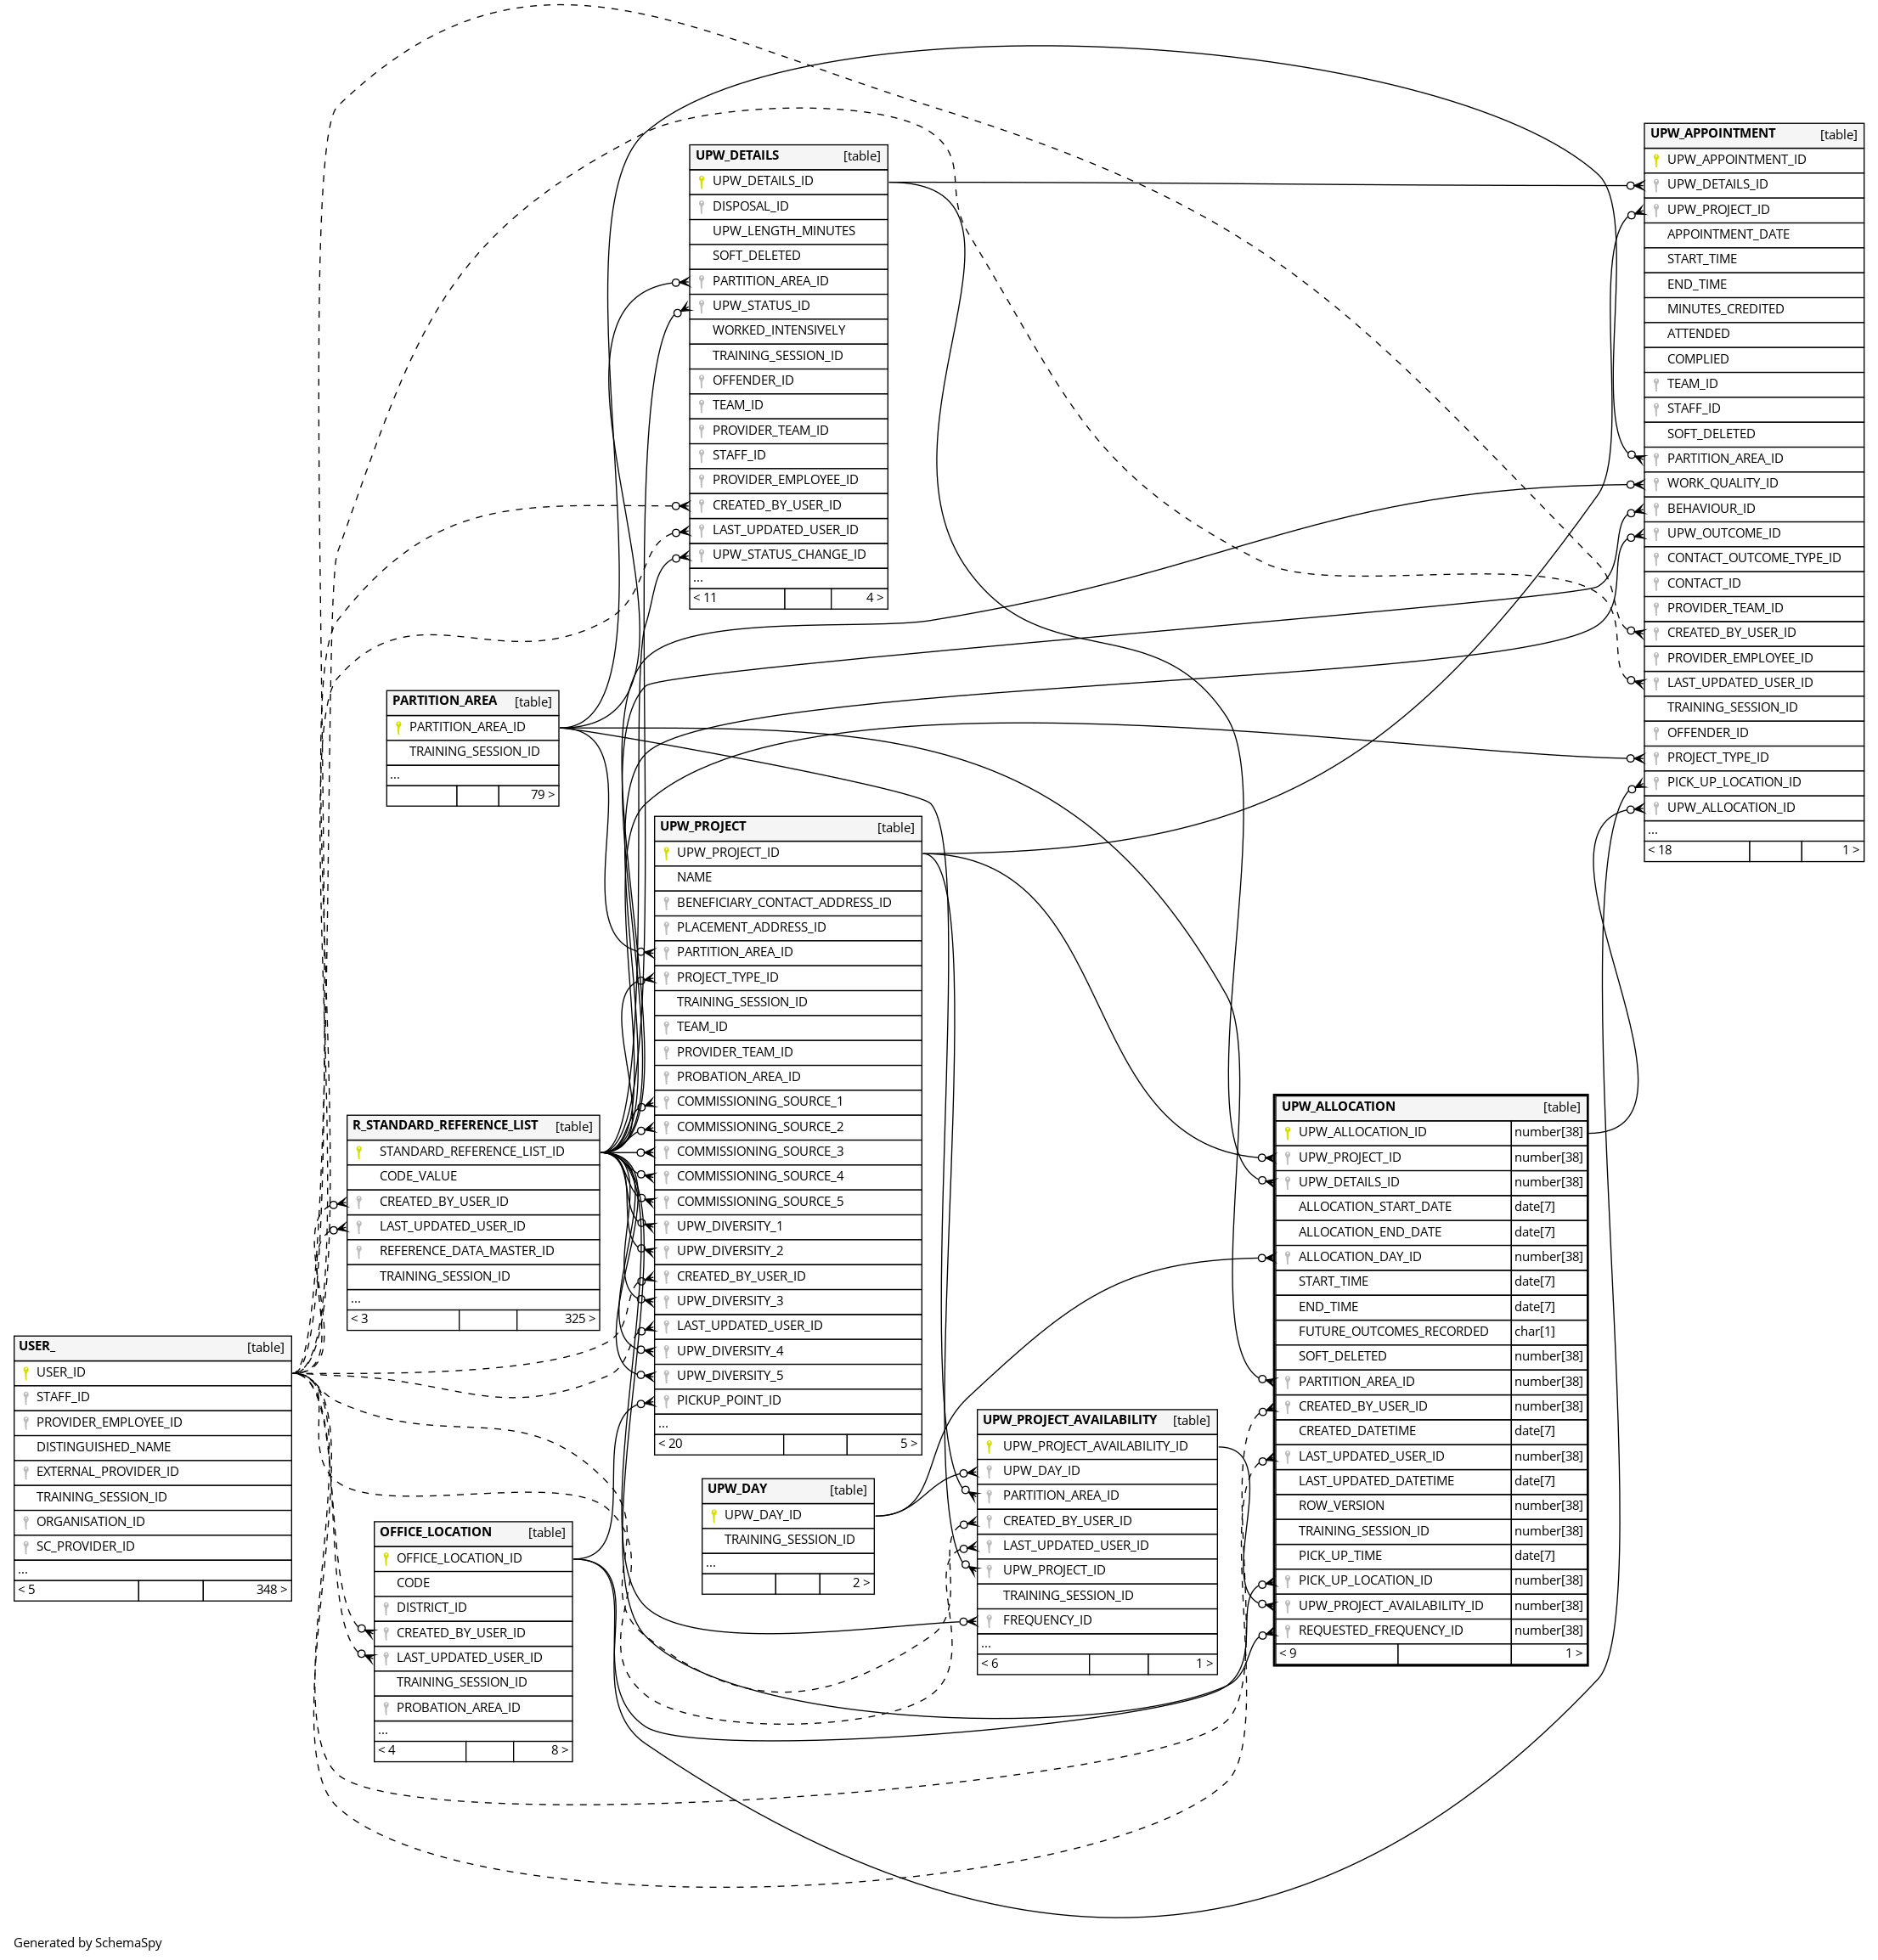 UPW_DETAILS [table]
UPW_DETAILS_ID
DISPOSAL_ID
UPW_LENGTH_MINUTES
SOFT_DELETED
PARTITION_AREA_ID
UPW_STATUS_ID
WORKED_INTENSIVELY
TRAINING_SESSION_ID
OFFENDER_ID
TEAM_ID
PROVIDER_TEAM_ID
STAFF_ID
PROVIDER_EMPLOYEE_ID
CREATED_BY_USER_ID
LAST_UPDATED_USER_ID
UPW_STATUS_CHANGE_ID
...
< 11 4 >
UPW_APPOINTMENT [table]
UPW_APPOINTMENT_ID
UPW_DETAILS_ID
UPW_PROJECT_ID
APPOINTMENT_DATE
START_TIME
END_TIME
MINUTES_CREDITED
ATTENDED
COMPLIED
TEAM_ID
STAFF_ID
SOFT_DELETED
PARTITION_AREA_ID
WORK_QUALITY_ID
BEHAVIOUR_ID
UPW_OUTCOME_ID
CONTACT_OUTCOME_TYPE_ID
CONTACT_ID
PROVIDER_TEAM_ID
CREATED_BY_USER_ID
PROVIDER_EMPLOYEE_ID
LAST_UPDATED_USER_ID
TRAINING_SESSION_ID
OFFENDER_ID
PROJECT_TYPE_ID
PICK_UP_LOCATION_ID
UPW_ALLOCATION_ID
...
< 18 1 >
PARTITION_AREA [table]
PARTITION_AREA_ID
TRAINING_SESSION_ID
...
79 >
UPW_PROJECT [table]
UPW_PROJECT_ID
NAME
BENEFICIARY_CONTACT_ADDRESS_ID
PLACEMENT_ADDRESS_ID
PARTITION_AREA_ID
PROJECT_TYPE_ID
TRAINING_SESSION_ID
TEAM_ID
PROVIDER_TEAM_ID
PROBATION_AREA_ID
COMMISSIONING_SOURCE_1
COMMISSIONING_SOURCE_2
COMMISSIONING_SOURCE_3
COMMISSIONING_SOURCE_4
COMMISSIONING_SOURCE_5
UPW_DIVERSITY_1
UPW_DIVERSITY_2
CREATED_BY_USER_ID
UPW_DIVERSITY_3
LAST_UPDATED_USER_ID
UPW_DIVERSITY_4
UPW_DIVERSITY_5
PICKUP_POINT_ID
...
< 20 5 >
R_STANDARD_REFERENCE_LIST [table]
STANDARD_REFERENCE_LIST_ID
CODE_VALUE
CREATED_BY_USER_ID
LAST_UPDATED_USER_ID
REFERENCE_DATA_MASTER_ID
TRAINING_SESSION_ID
...
< 3 325 >
UPW_ALLOCATION [table]
UPW_ALLOCATION_ID number[38]
UPW_PROJECT_ID number[38]
UPW_DETAILS_ID number[38]
ALLOCATION_START_DATE date[7]
ALLOCATION_END_DATE date[7]
ALLOCATION_DAY_ID number[38]
START_TIME date[7]
END_TIME date[7]
FUTURE_OUTCOMES_RECORDED char[1]
SOFT_DELETED number[38]
PARTITION_AREA_ID number[38]
CREATED_BY_USER_ID number[38]
CREATED_DATETIME date[7]
LAST_UPDATED_USER_ID number[38]
LAST_UPDATED_DATETIME date[7]
ROW_VERSION number[38]
TRAINING_SESSION_ID number[38]
PICK_UP_TIME date[7]
PICK_UP_LOCATION_ID number[38]
UPW_PROJECT_AVAILABILITY_ID number[38]
REQUESTED_FREQUENCY_ID number[38]
< 9 1 >
USER_ [table]
USER_ID
STAFF_ID
PROVIDER_EMPLOYEE_ID
DISTINGUISHED_NAME
EXTERNAL_PROVIDER_ID
TRAINING_SESSION_ID
ORGANISATION_ID
SC_PROVIDER_ID
...
< 5 348 >
UPW_PROJECT_AVAILABILITY [table]
UPW_PROJECT_AVAILABILITY_ID
UPW_DAY_ID
PARTITION_AREA_ID
CREATED_BY_USER_ID
LAST_UPDATED_USER_ID
UPW_PROJECT_ID
TRAINING_SESSION_ID
FREQUENCY_ID
...
< 6 1 >
UPW_DAY [table]
UPW_DAY_ID
TRAINING_SESSION_ID
...
2 >
OFFICE_LOCATION [table]
OFFICE_LOCATION_ID
CODE
DISTRICT_ID
CREATED_BY_USER_ID
LAST_UPDATED_USER_ID
TRAINING_SESSION_ID
PROBATION_AREA_ID
...
< 4 8 >
Generated by SchemaSpy